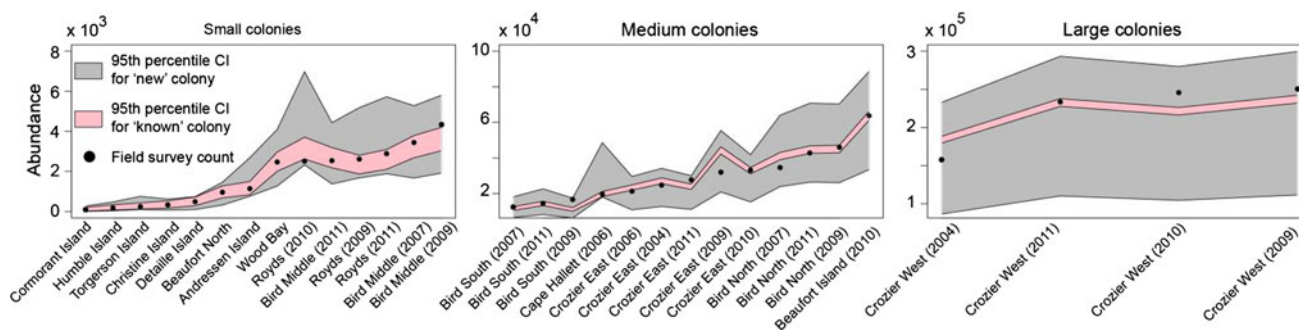 Small colonies
x 10³
Abundance
8
6
4
2
0
95th percentile CI
for 'new' colony
95th percentile CI
for 'known' colony
Field survey count
Cormorant Island
Humble Island
Torgerson Island
Christine Island
Detaille Island
Beaufort North
Andressen Island
Wood Bay
Royds (2010)
Bird Middle (2011)
Royds (2009)
Royds (2011)
Bird Middle (2007)
Bird Middle (2009)
Medium colonies
x 10⁴
10
6
2
Bird South (2007)
Bird South (2011)
Bird South (2009)
Cape Hallett (2006)
Crozier East (2006)
Crozier East (2004)
Crozier East (2011)
Crozier East (2009)
Crozier East (2010)
Bird North (2007)
Bird North (2011)
Bird North (2009)
Beaufort Island (2010)
Large colonies
x 10⁵
3
2
1
Crozier West (2004)
Crozier West (2011)
Crozier West (2010)
Crozier West (2009)